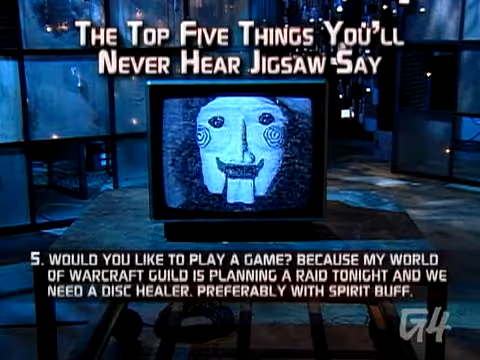 The Top Five Things You'll
Never Hear Jigsaw Say
5. WOULD YOU LIKE TO PLAY A GAME? BECAUSE MY WORLD
OF WARCRAFT GUILD IS PLANNING A RAID TONIGHT AND WE
NEED A DISC HEALER. PREFERABLY WITH SPIRIT BUFF.
G4